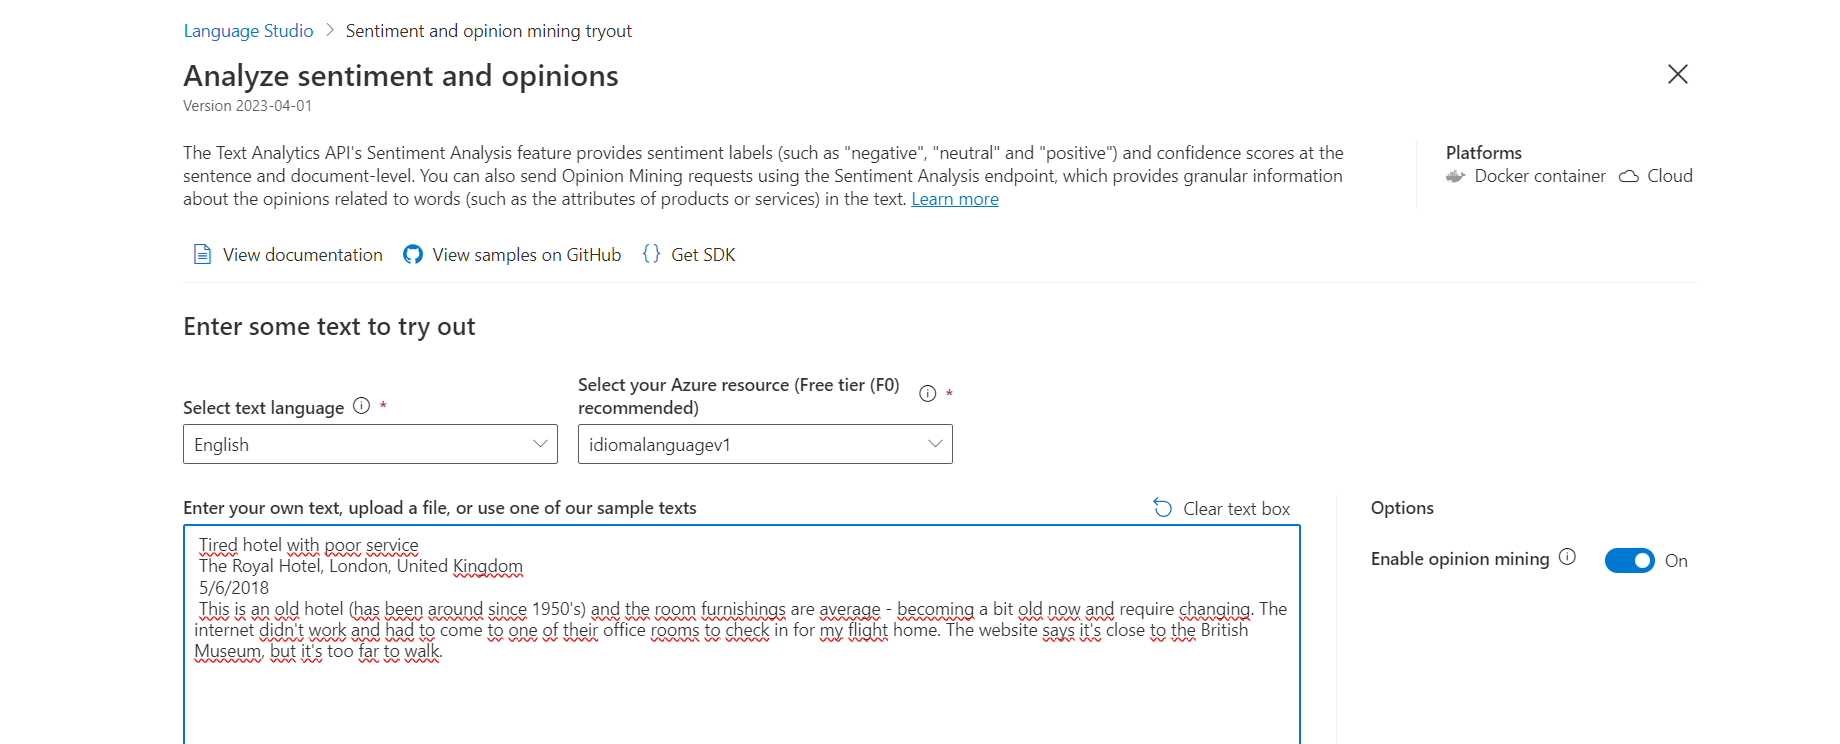 Language Studio > Sentiment and opinion mining tryout
Analyze sentiment and opinions
Version 2023-04-01
The Text Analytics API's Sentiment Analysis feature provides sentiment labels (such as "negative", "neutral" and "positive") and confidence scores at the
sentence and document-level. You can also send Opinion Mining requests using the Sentiment Analysis endpoint, which provides granular information
about the opinions related to words (such as the attributes of products or services) in the text. Learn more
Platforms
Docker container Cloud
View documentation View samples on GitHub {} Get SDK
Enter some text to try out
Select text language *
English
Select your Azure resource (Free tier (F0)
recommended) *
idiomalanguagev1
Enter your own text, upload a file, or use one of our sample texts
Clear text box
Tired hotel with poor service
The Royal Hotel, London, United Kingdom
5/6/2018
This is an old hotel (has been around since 1950's) and the room furnishings are average - becoming a bit old now and require changing. The
internet didn't work and had to come to one of their office rooms to check in for my flight home. The website says it's close to the British
Museum, but it's too far to walk.
Options
Enable opinion mining On